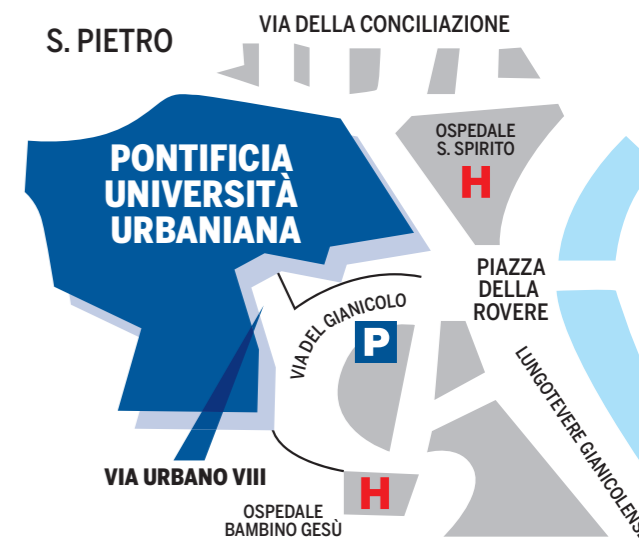 VIA DELLA CONCILIAZIONE
S. PIETRO
OSPEDALE
S. SPIRITO
H
PONTIFICIA
UNIVERSITÀ
URBANIANA
PIAZZA
DELLA
ROVERE
VIA DEL GIANICOLO
P
LUNGOTEVERE GIANICOLENSE
VIA URBANO VIII
H
OSPEDALE
BAMBINO GESÙ